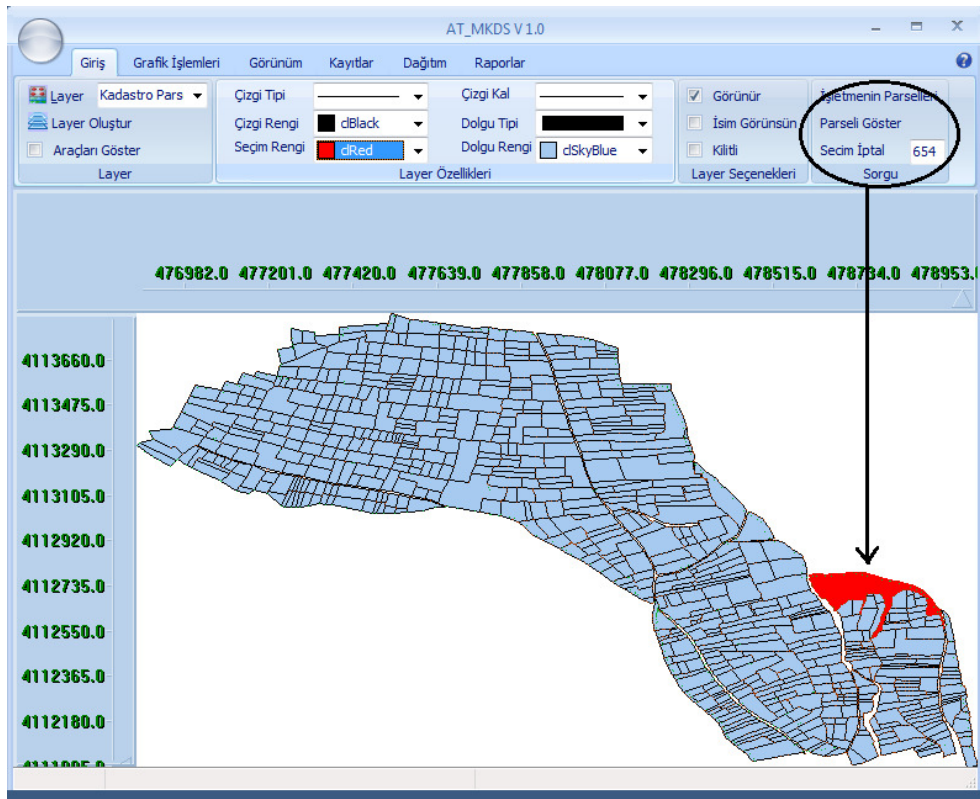 AT_MKDS V 1.0
Giriş Grafik İşlemleri Görünüm Kayıtlar Dağıtım Raporlar
Layer Kadastro Pars Çizgi Tipi Çizgi Kal Görünür İşletmenin Parselleri
Layer Oluştur Çizgi Rengi clBlack Dolgu Tipi İsim Görünsün Parseli Göster
Araçları Göster Seçim Rengi clRed Dolgu Rengi clSkyBlue Kilitli Secim İptal 654
Layer Layer Özellikleri Layer Seçenekleri Sorgu
476982.0 477201.0 477420.0 477639.0 477858.0 478077.0 478296.0 478515.0 478734.0 478953.
4113660.0
4113475.0
4113290.0
4113105.0
4112920.0
4112735.0
4112550.0
4112365.0
4112180.0